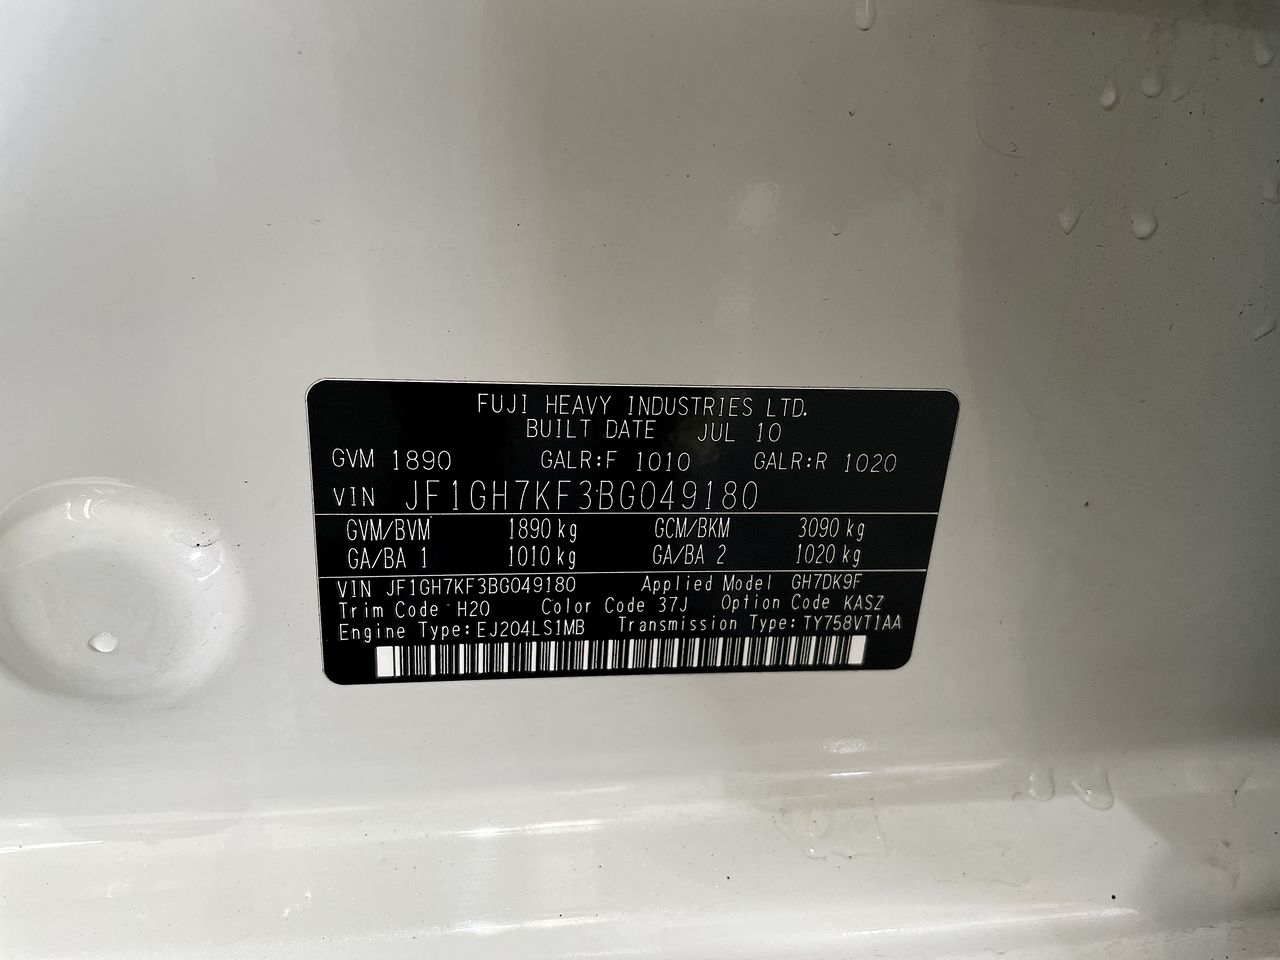 FUJI HEAVY INDUSTRIES LTD.
BUILT DATE JUL 10
GVM 1890 GALR:F 1010 GALR:R 1020
VIN JF1GH7KF3BG049180
GVM/BVM 1890 kg GCM/BKM 3090 kg
GA/BA 1 1010 kg GA/BA 2 1020 kg
VIN JF1GH7KF3BG049180 Applied Model GH7DK9F
Trim Code H20 Color Code 37J Option Code KASZ
Engine Type: EJ204LS1MB Transmission Type: TY758VT1AA